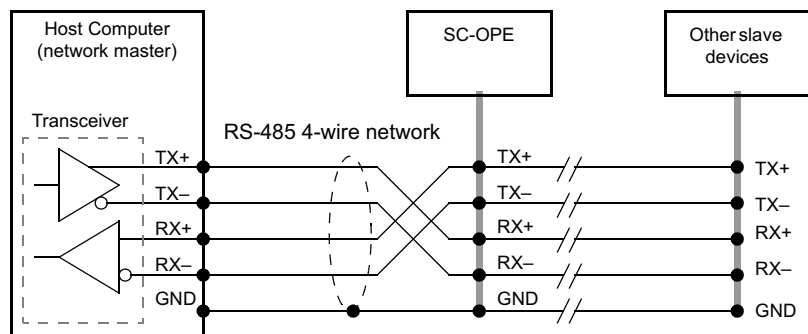 Host Computer
(network master)
SC-OPE
Other slave
devices
Transceiver
RS-485 4-wire network
TX+
TX–
RX+
RX–
GND
TX+
TX–
RX+
RX–
GND
TX+
TX–
RX+
RX–
GND